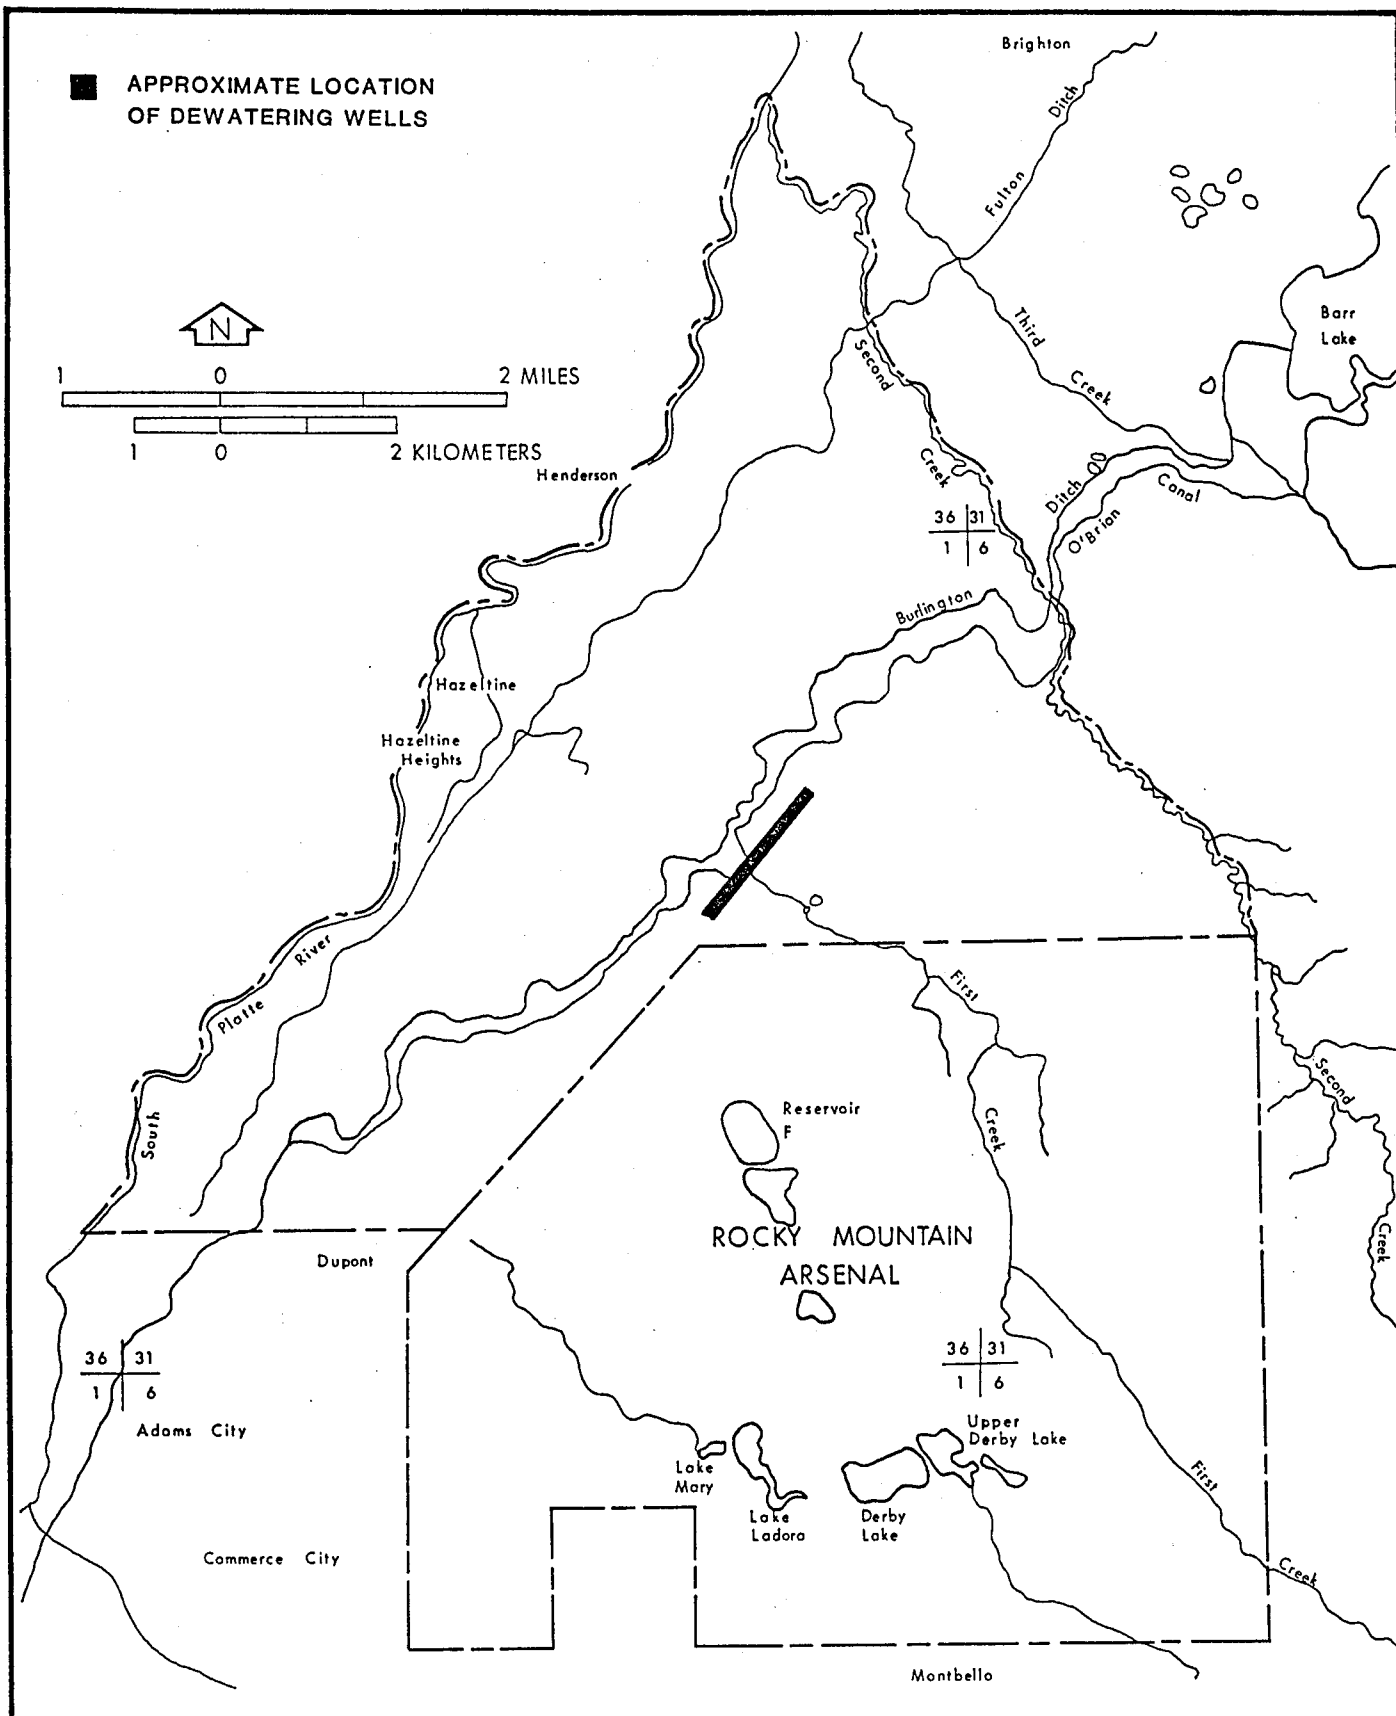 APPROXIMATE LOCATION
OF DEWATERING WELLS
Brighton
Ditch
Fulton
Barr
Lake
N
1 0 2 MILES
1 0 2 KILOMETERS
Third
Creek
Second
Creek
Henderson
Ditch
Canal
O'Brian
36 31
1 6
Burlington
Hazeltine
Hazeltine
Heights
River
Platte
South
First
Creek
Second
Creek
Reservoir
F
ROCKY MOUNTAIN
ARSENAL
Dupont
36 31
1 6
36 31
1 6
Adams City
Upper
Derby Lake
Lake
Mary
Lake
Ladora
Derby
Lake
First
Creek
Commerce City
Montbello